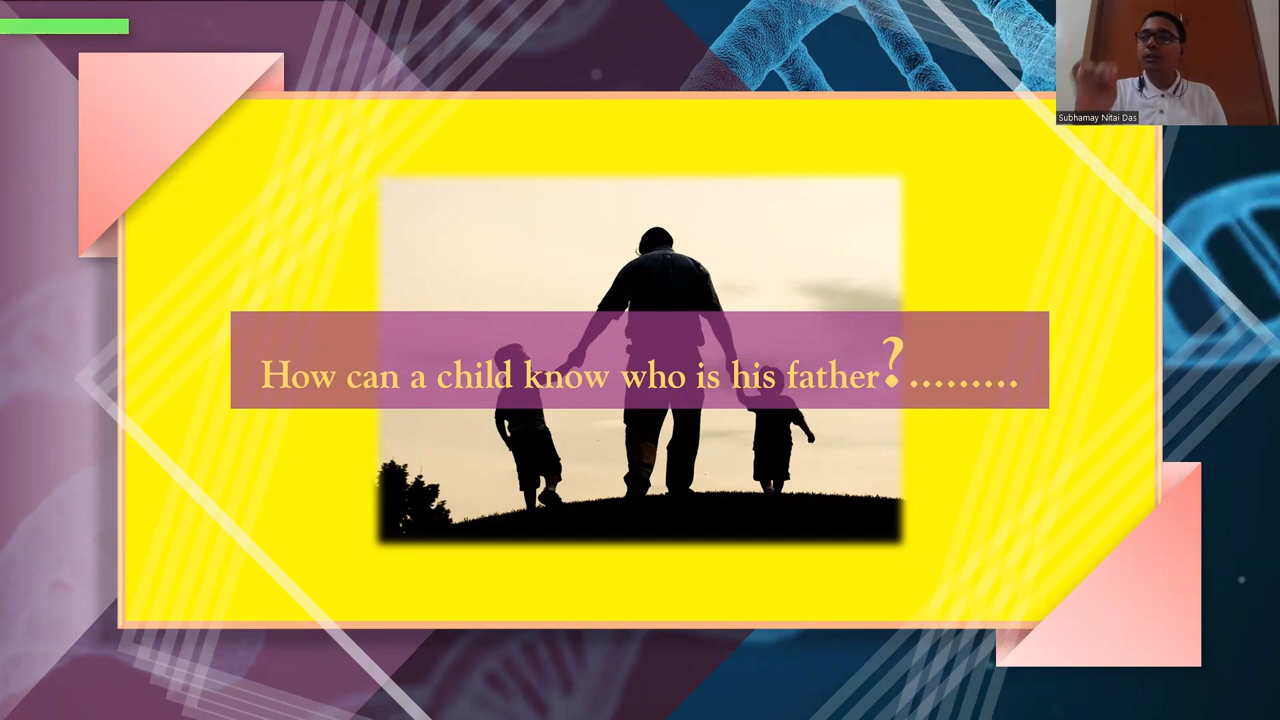 Subhamay Nitai Das
How can a child know who is his father?.........